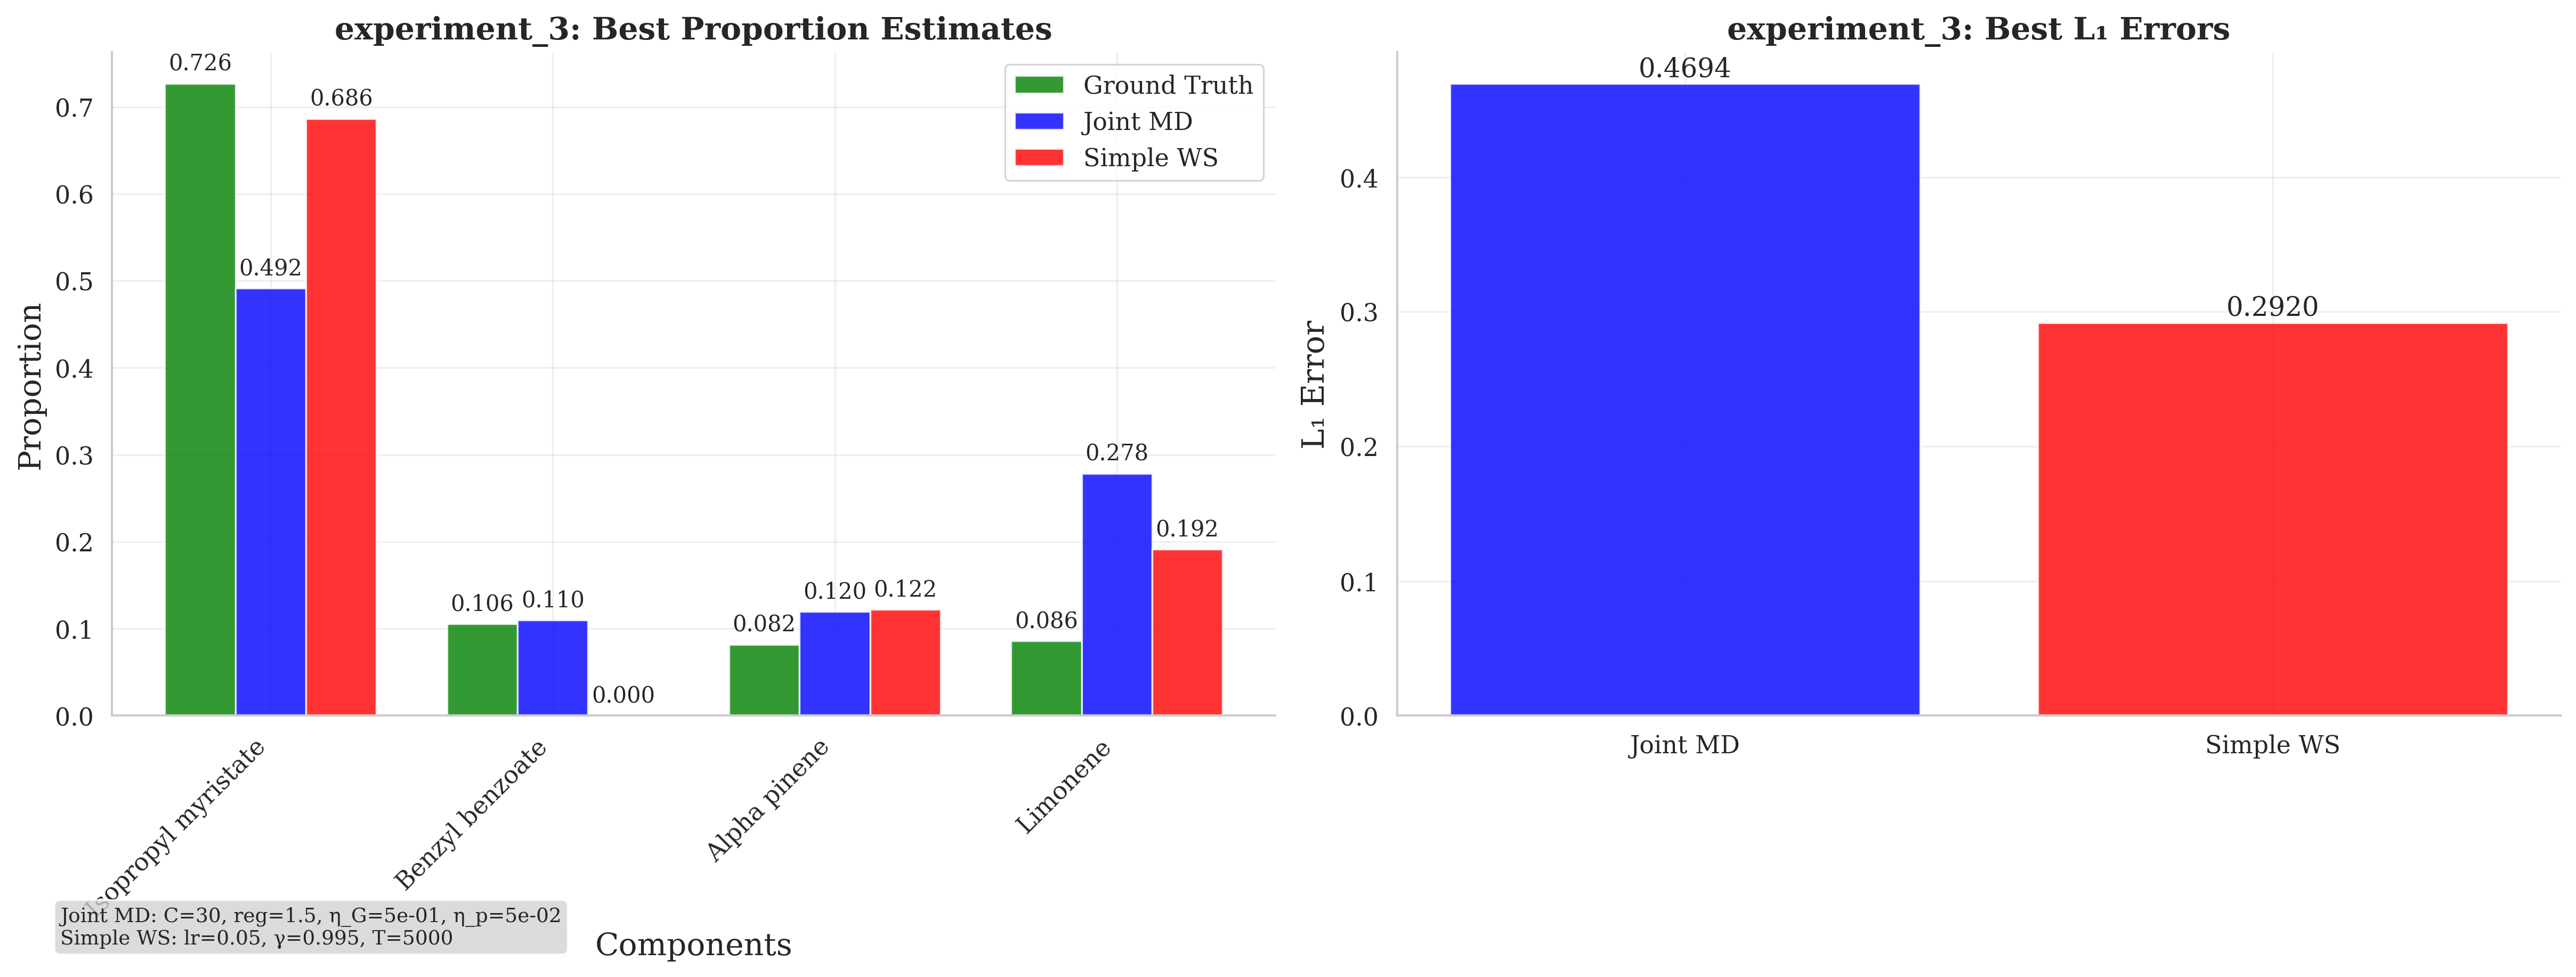 experiment_3: Best Proportion Estimates
Proportion
0.7
0.6
0.5
0.4
0.3
0.2
0.1
0.0
0.726
0.492
0.686
0.106
0.110
0.000
0.082
0.120
0.122
0.086
0.278
0.192
Ground Truth
Joint MD
Simple WS
Isopropyl myristate
Benzyl benzoate
Alpha pinene
Limonene
Components
Joint MD: C=30, reg=1.5, η_G=5e-01, η_p=5e-02
Simple WS: lr=0.05, γ=0.995, T=5000
experiment_3: Best L₁ Errors
L₁ Error
0.4
0.3
0.2
0.1
0.0
0.4694
0.2920
Joint MD
Simple WS